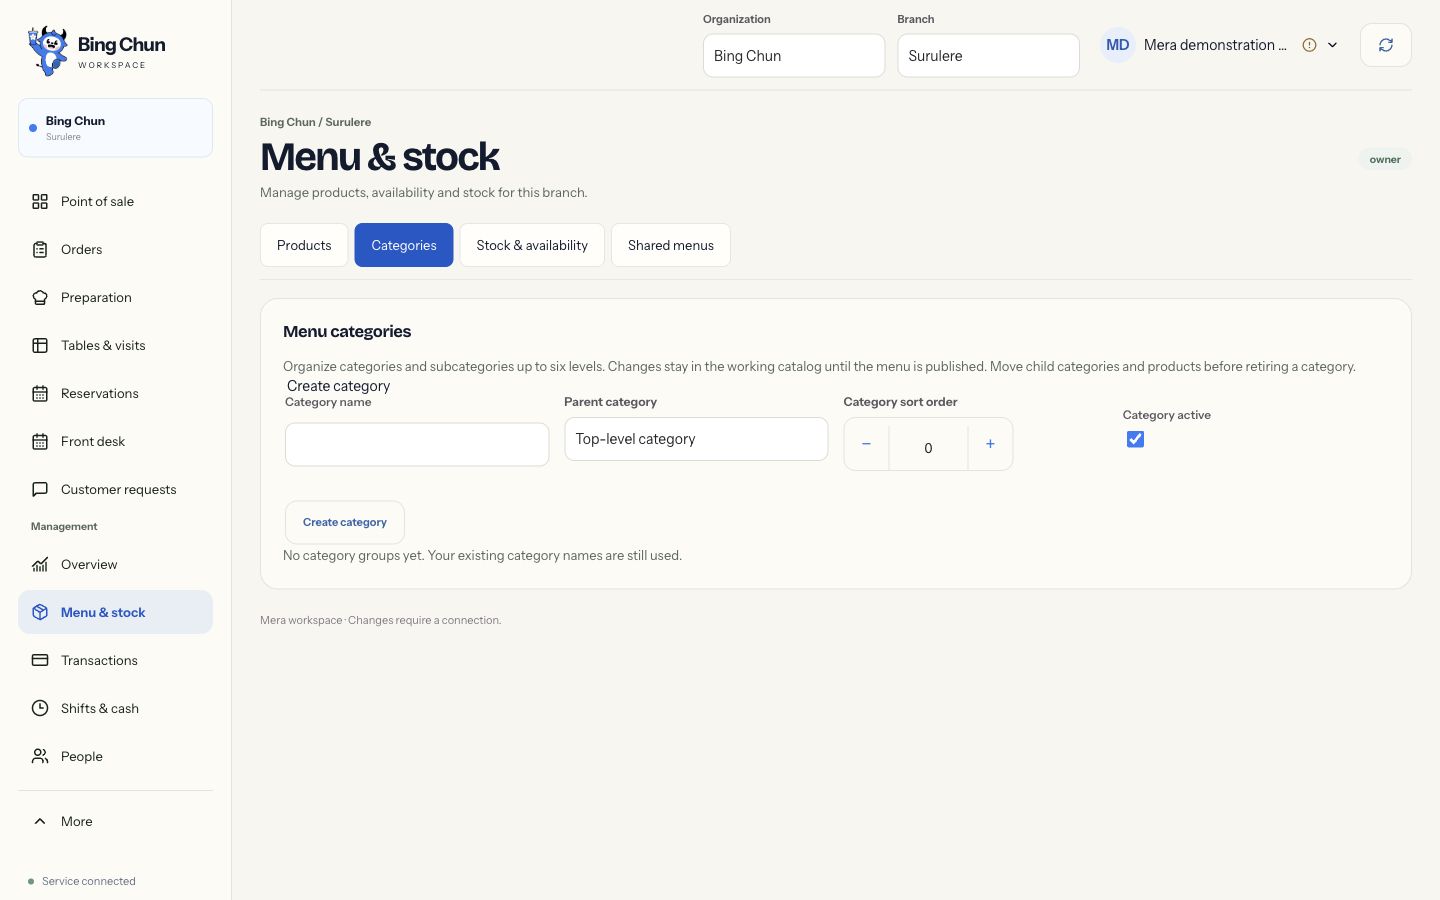 Bing Chun
WORKSPACE
Bing Chun
Surulere
Point of sale
Orders
Preparation
Tables & visits
Reservations
Front desk
Customer requests
Management
Overview
Menu & stock
Transactions
Shifts & cash
People
More
Service connected
Organization
Bing Chun
Branch
Surulere
MD
Mera demonstration ...
Bing Chun / Surulere
Menu & stock
owner
Manage products, availability and stock for this branch.
Products
Categories
Stock & availability
Shared menus
Menu categories
Organize categories and subcategories up to six levels. Changes stay in the working catalog until the menu is published. Move child categories and products before retiring a category.
Create category
Category name
Parent category
Top-level category
Category sort order
− 0 +
Category active
Create category
No category groups yet. Your existing category names are still used.
Mera workspace · Changes require a connection.